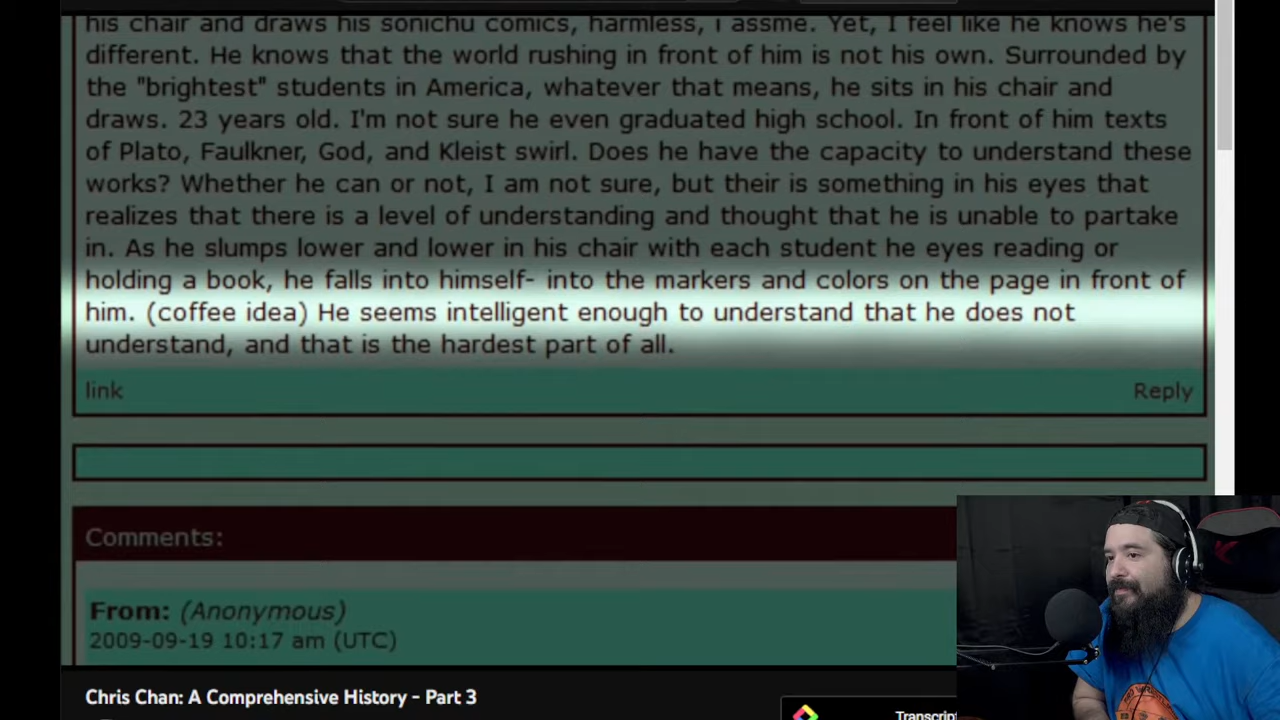 his chair and draws his sonichu comics, harmless, i assme. Yet, I feel like he knows he's
different. He knows that the world rushing in front of him is not his own. Surrounded by
the "brightest" students in America, whatever that means, he sits in his chair and
draws. 23 years old. I'm not sure he even graduated high school. In front of him texts
of Plato, Faulkner, God, and Kleist swirl. Does he have the capacity to understand these
works? Whether he can or not, I am not sure, but their is something in his eyes that
realizes that there is a level of understanding and thought that he is unable to partake
in. As he slumps lower and lower in his chair with each student he eyes reading or
holding a book, he falls into himself- into the markers and colors on the page in front of
him. (coffee idea) He seems intelligent enough to understand that he does not
understand, and that is the hardest part of all.
link Reply
Comments:
From: (Anonymous)
2009-09-19 10:17 am (UTC)
Chris Chan: A Comprehensive History - Part 3